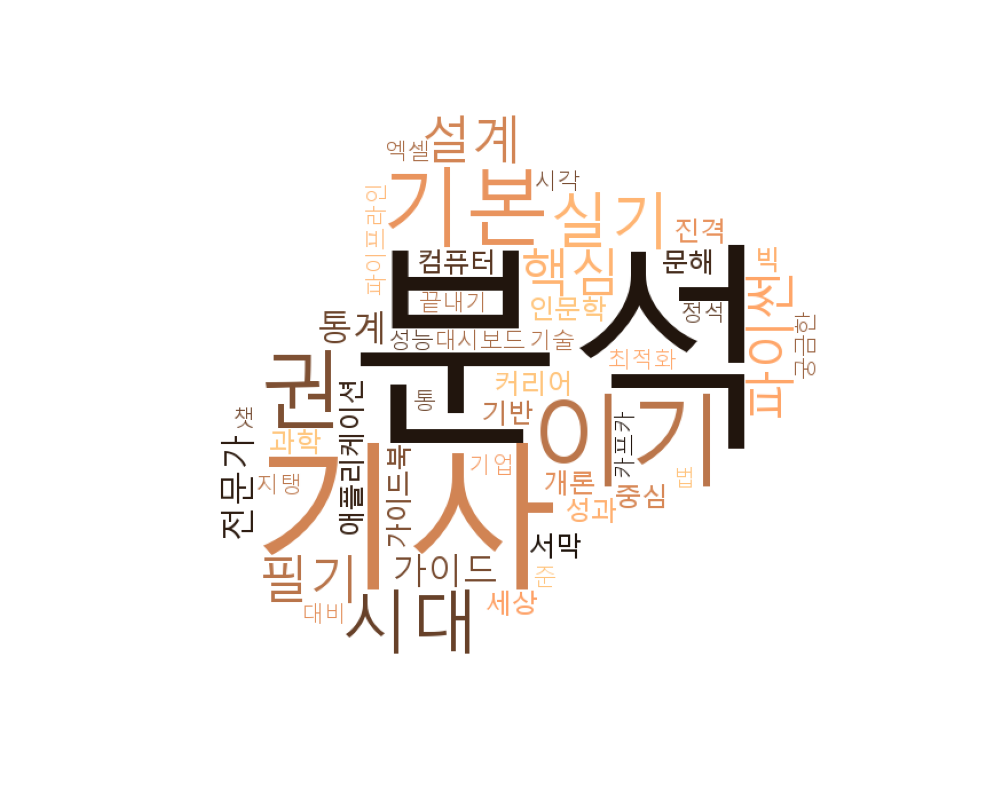 설계
엑셀
기본
시각
실기
진격
파이프라인
컴퓨터
핵심
문해
빅
분석
파이썬
끝내기
인문학
정석
통계
성능
대시보드
기술
궁금한
최적화
권
커리어
이기
통
기반
챗
과학
애플리케이션
전문가
가이드북
카프카
기업
법
지탱
개론
중심
기사
성과
서막
필기
가이드
준
대비
시대
세상